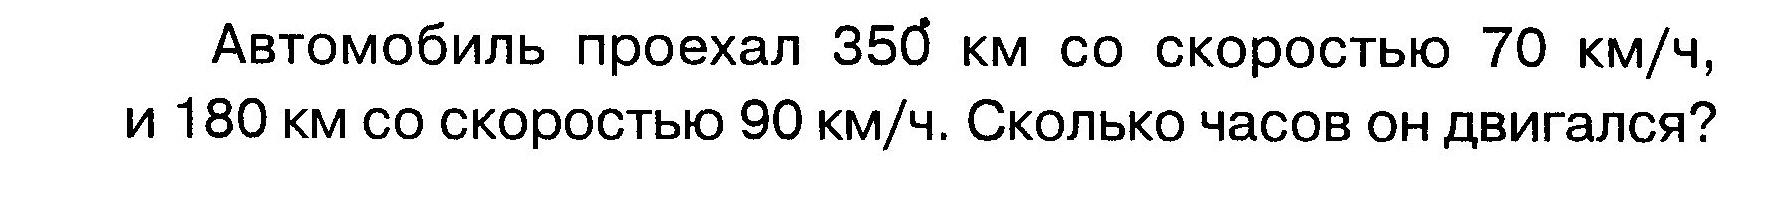 Автомобиль проехал 350 км со скоростью 70 км/ч,
и 180 км со скоростью 90 км/ч. Сколько часов он двигался?